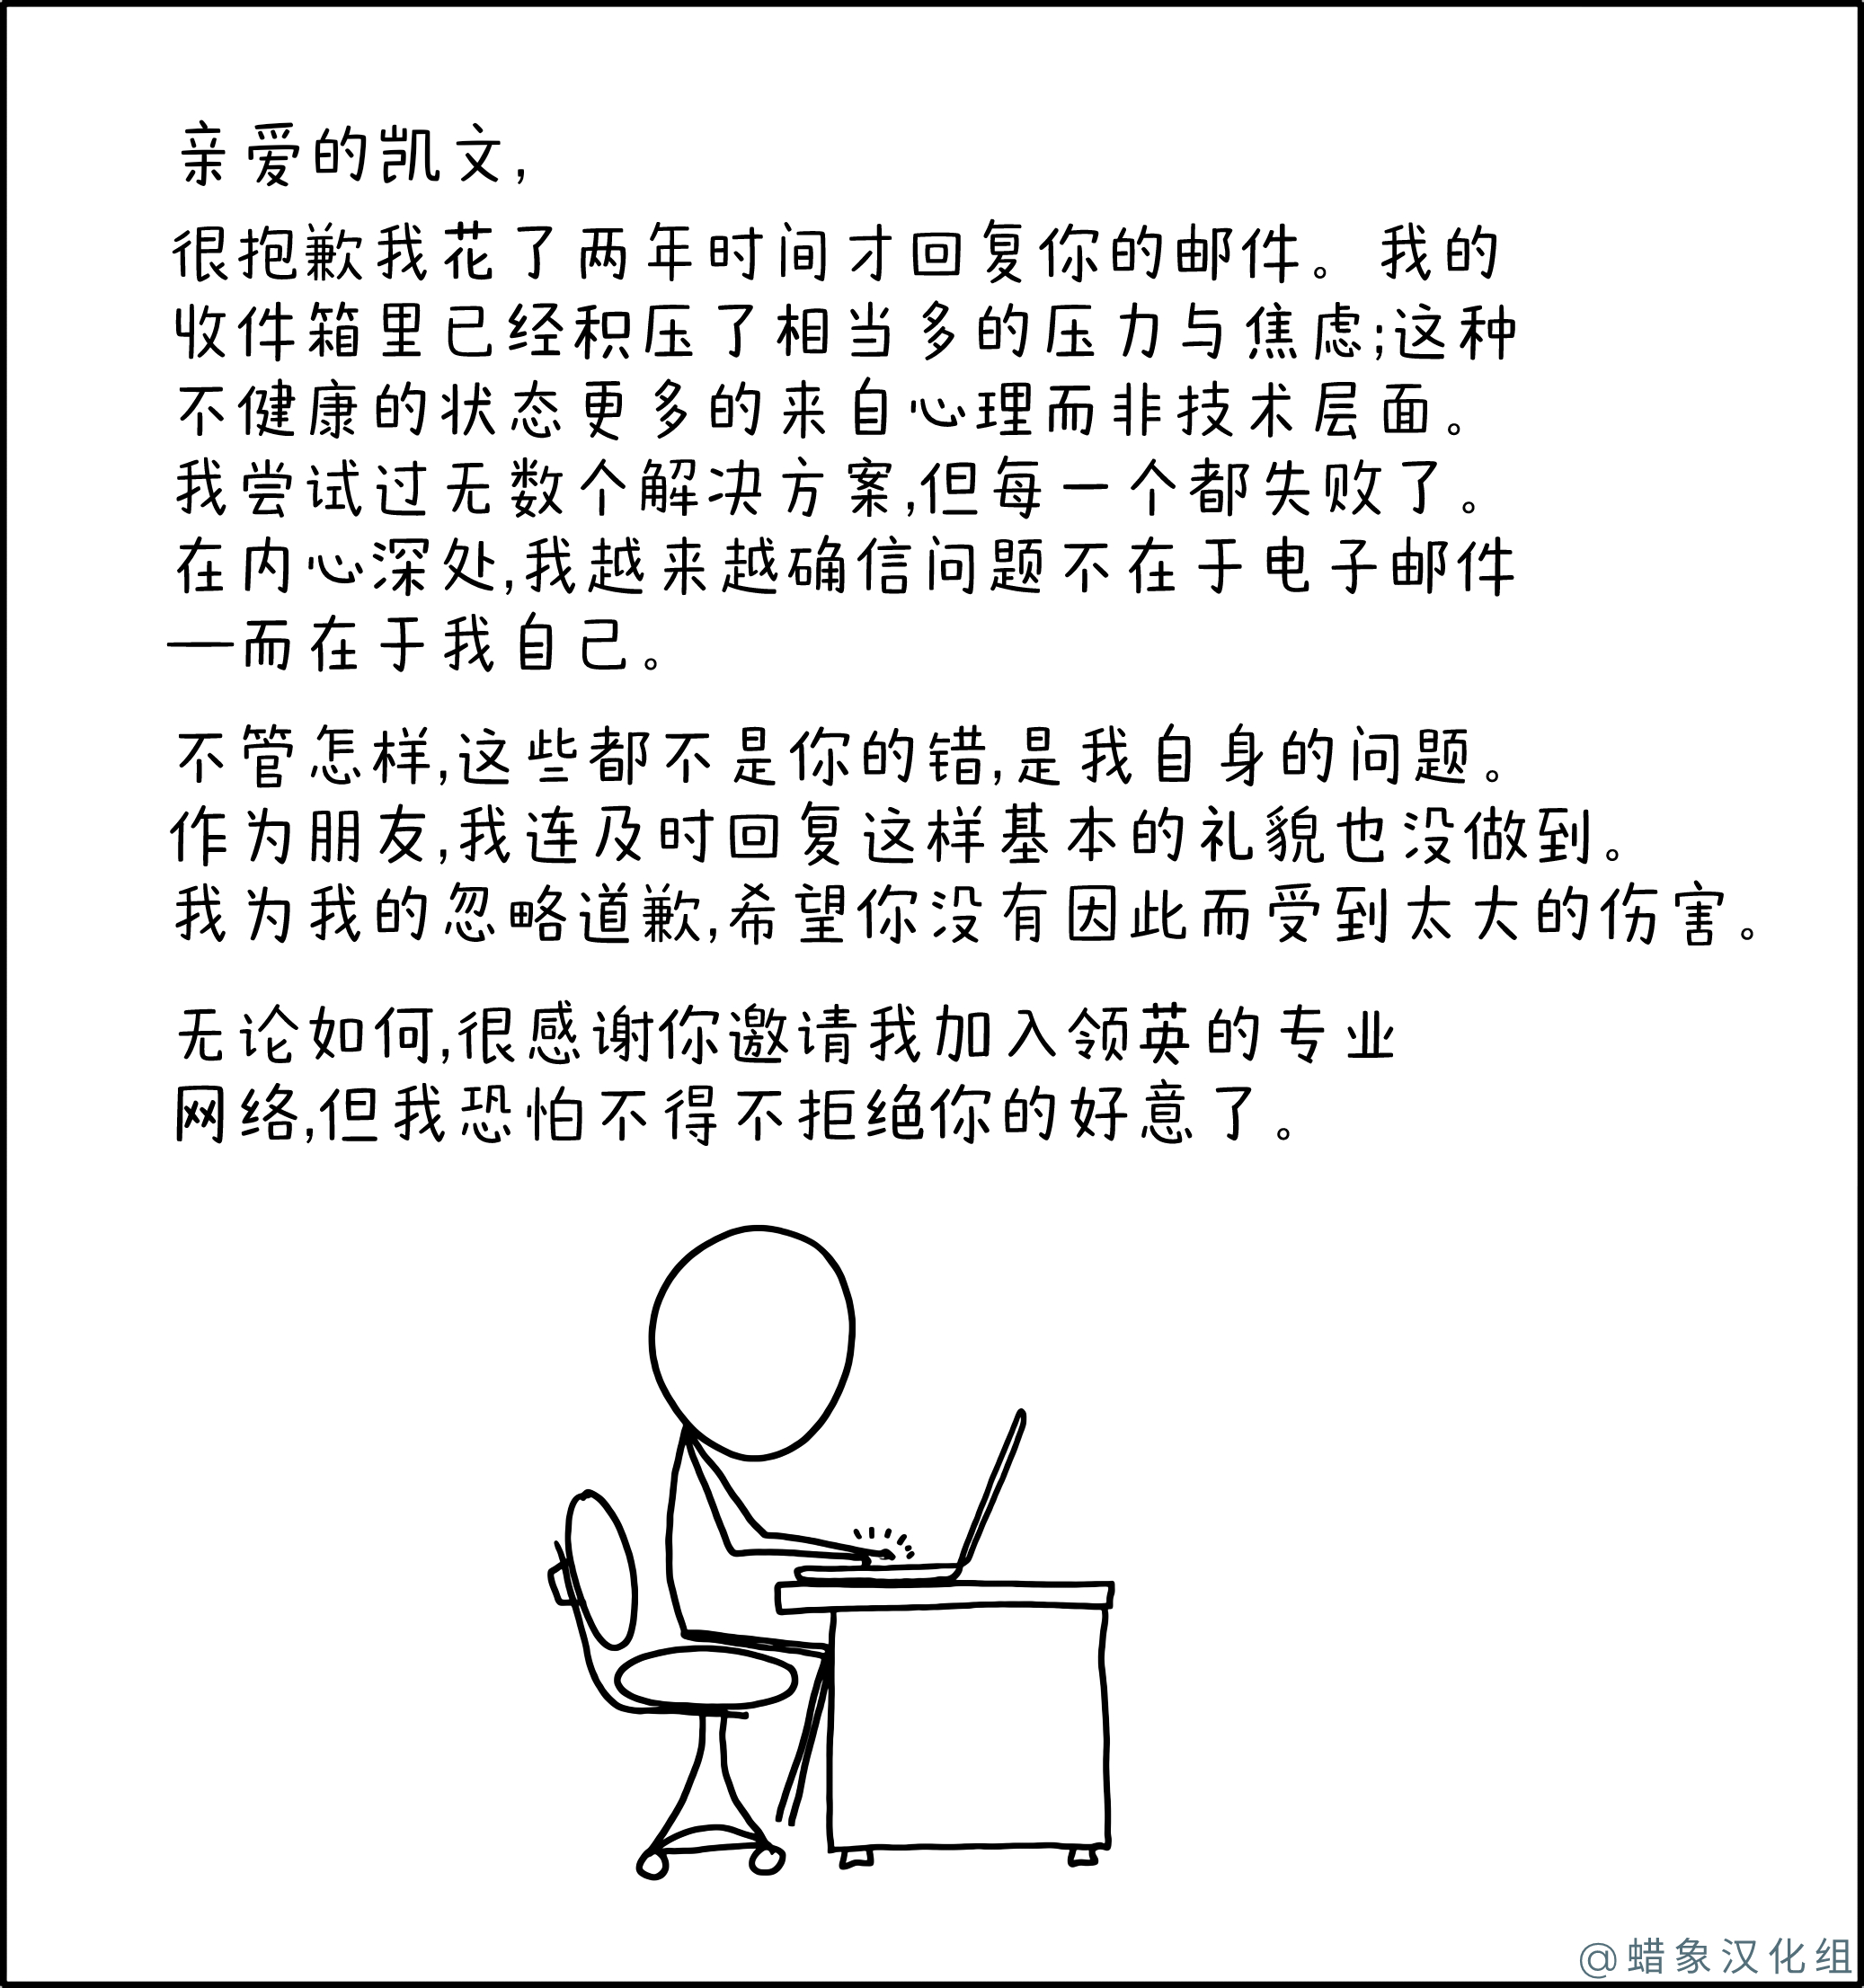 亲爱的凯文,
很抱歉我花了两年时间才回复你的邮件。我的
收件箱里已经积压了相当多的压力与焦虑;这种
不健康的状态更多的来自心理而非技术层面。
我尝试过无数个解决方案,但每一个都失败了。
在内心深处,我越来越确信问题不在于电子邮件
—而在于我自己。
不管怎样,这些都不是你的错,是我自身的问题。
作为朋友,我连及时回复这样基本的礼貌也没做到。
我为我的忽略道歉,希望你没有因此而受到太大的伤害。
无论如何,很感谢你邀请我加入领英的专业
网络,但我恐怕不得不拒绝你的好意了。
@蜡象汉化组